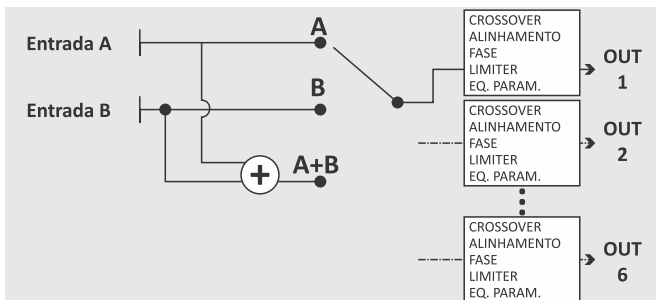 Entrada A
A
CROSSOVER
ALINHAMENTO
FASE
LIMITER
EQ. PARAM.
OUT
1
Entrada B
B
CROSSOVER
ALINHAMENTO
FASE
LIMITER
EQ. PARAM.
OUT
2
A+B
+
CROSSOVER
ALINHAMENTO
FASE
LIMITER
EQ. PARAM.
OUT
6